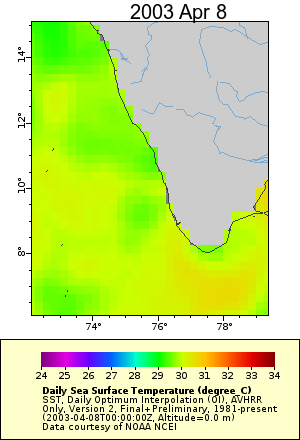 2003 Apr 8
14°
12°
10°
8°
74° 76° 78°
24 25 26 27 28 29 30 31 32 33 34
Daily Sea Surface Temperature (degree_C)
SST, Daily Optimum Interpolation (OI), AVHRR
Only, Version 2, Final+Preliminary, 1981-present
(2003-04-08T00:00:00Z, Altitude=0.0 m)
Data courtesy of NOAA NCEI